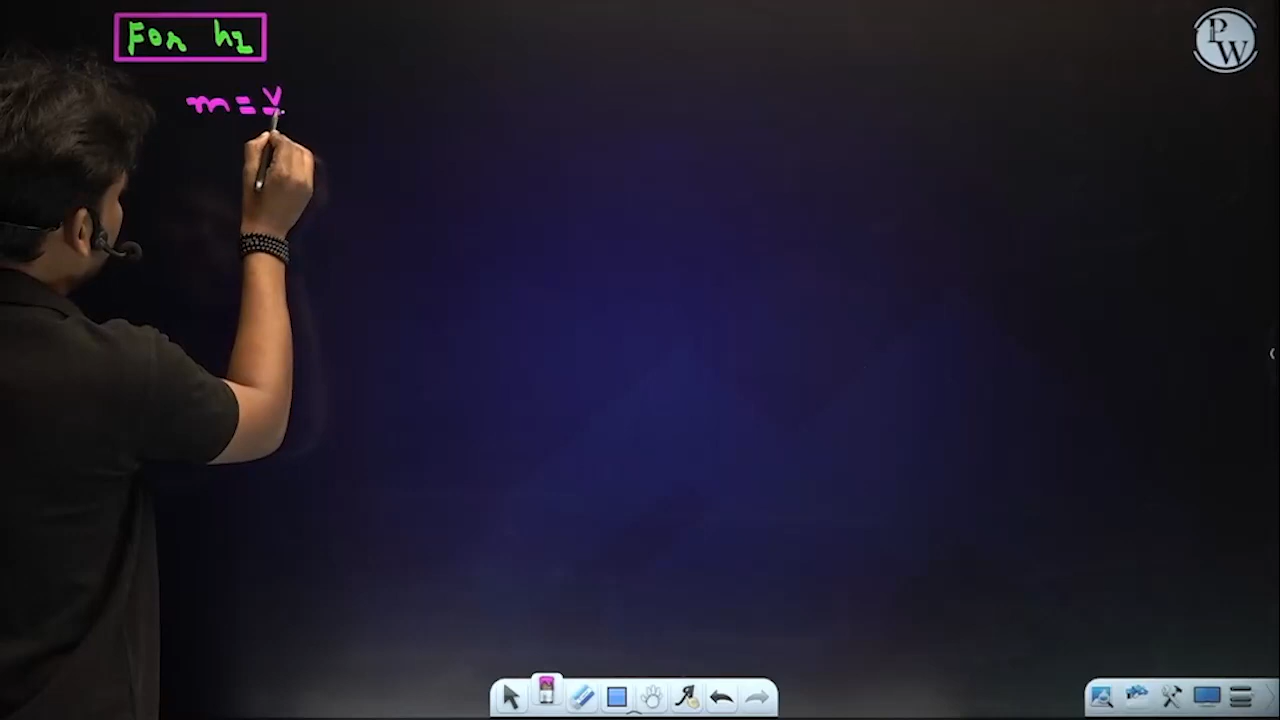 For h₂
m = v
PW